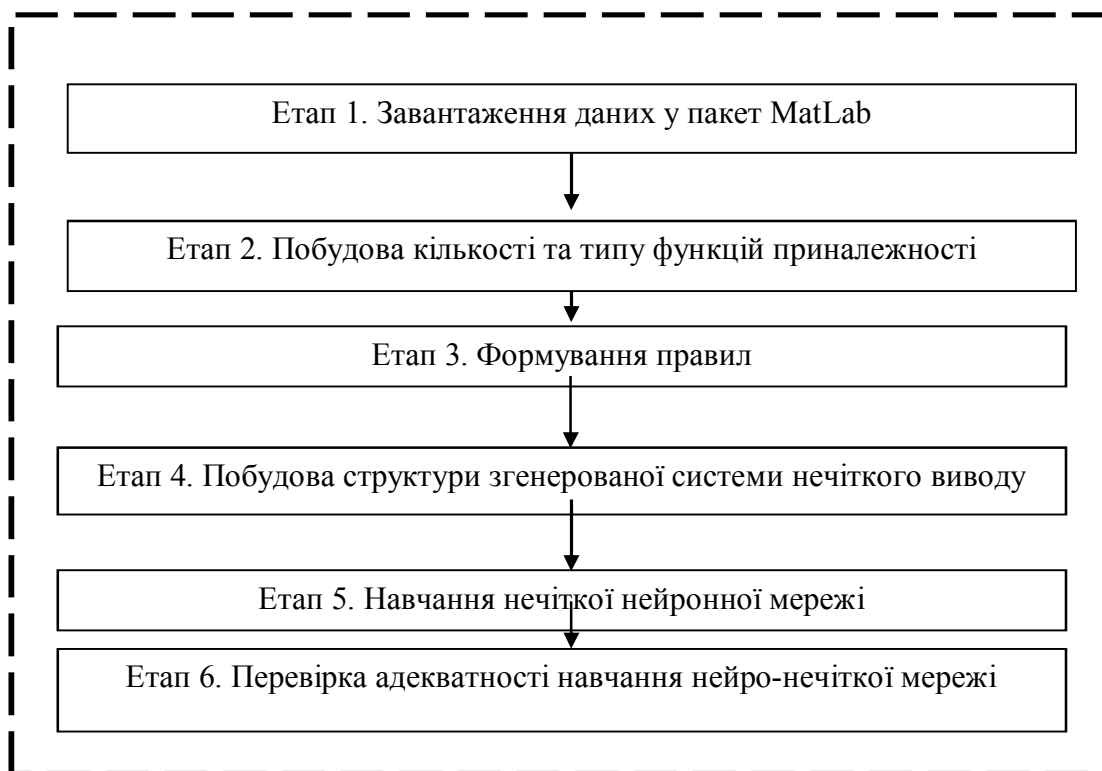 Етап 1. Завантаження даних у пакет MatLab
Етап 2. Побудова кількості та типу функцій приналежності
Етап 3. Формування правил
Етап 4. Побудова структури згенерованої системи нечіткого виводу
Етап 5. Навчання нечіткої нейронної мережі
Етап 6. Перевірка адекватності навчання нейро-нечіткої мережі